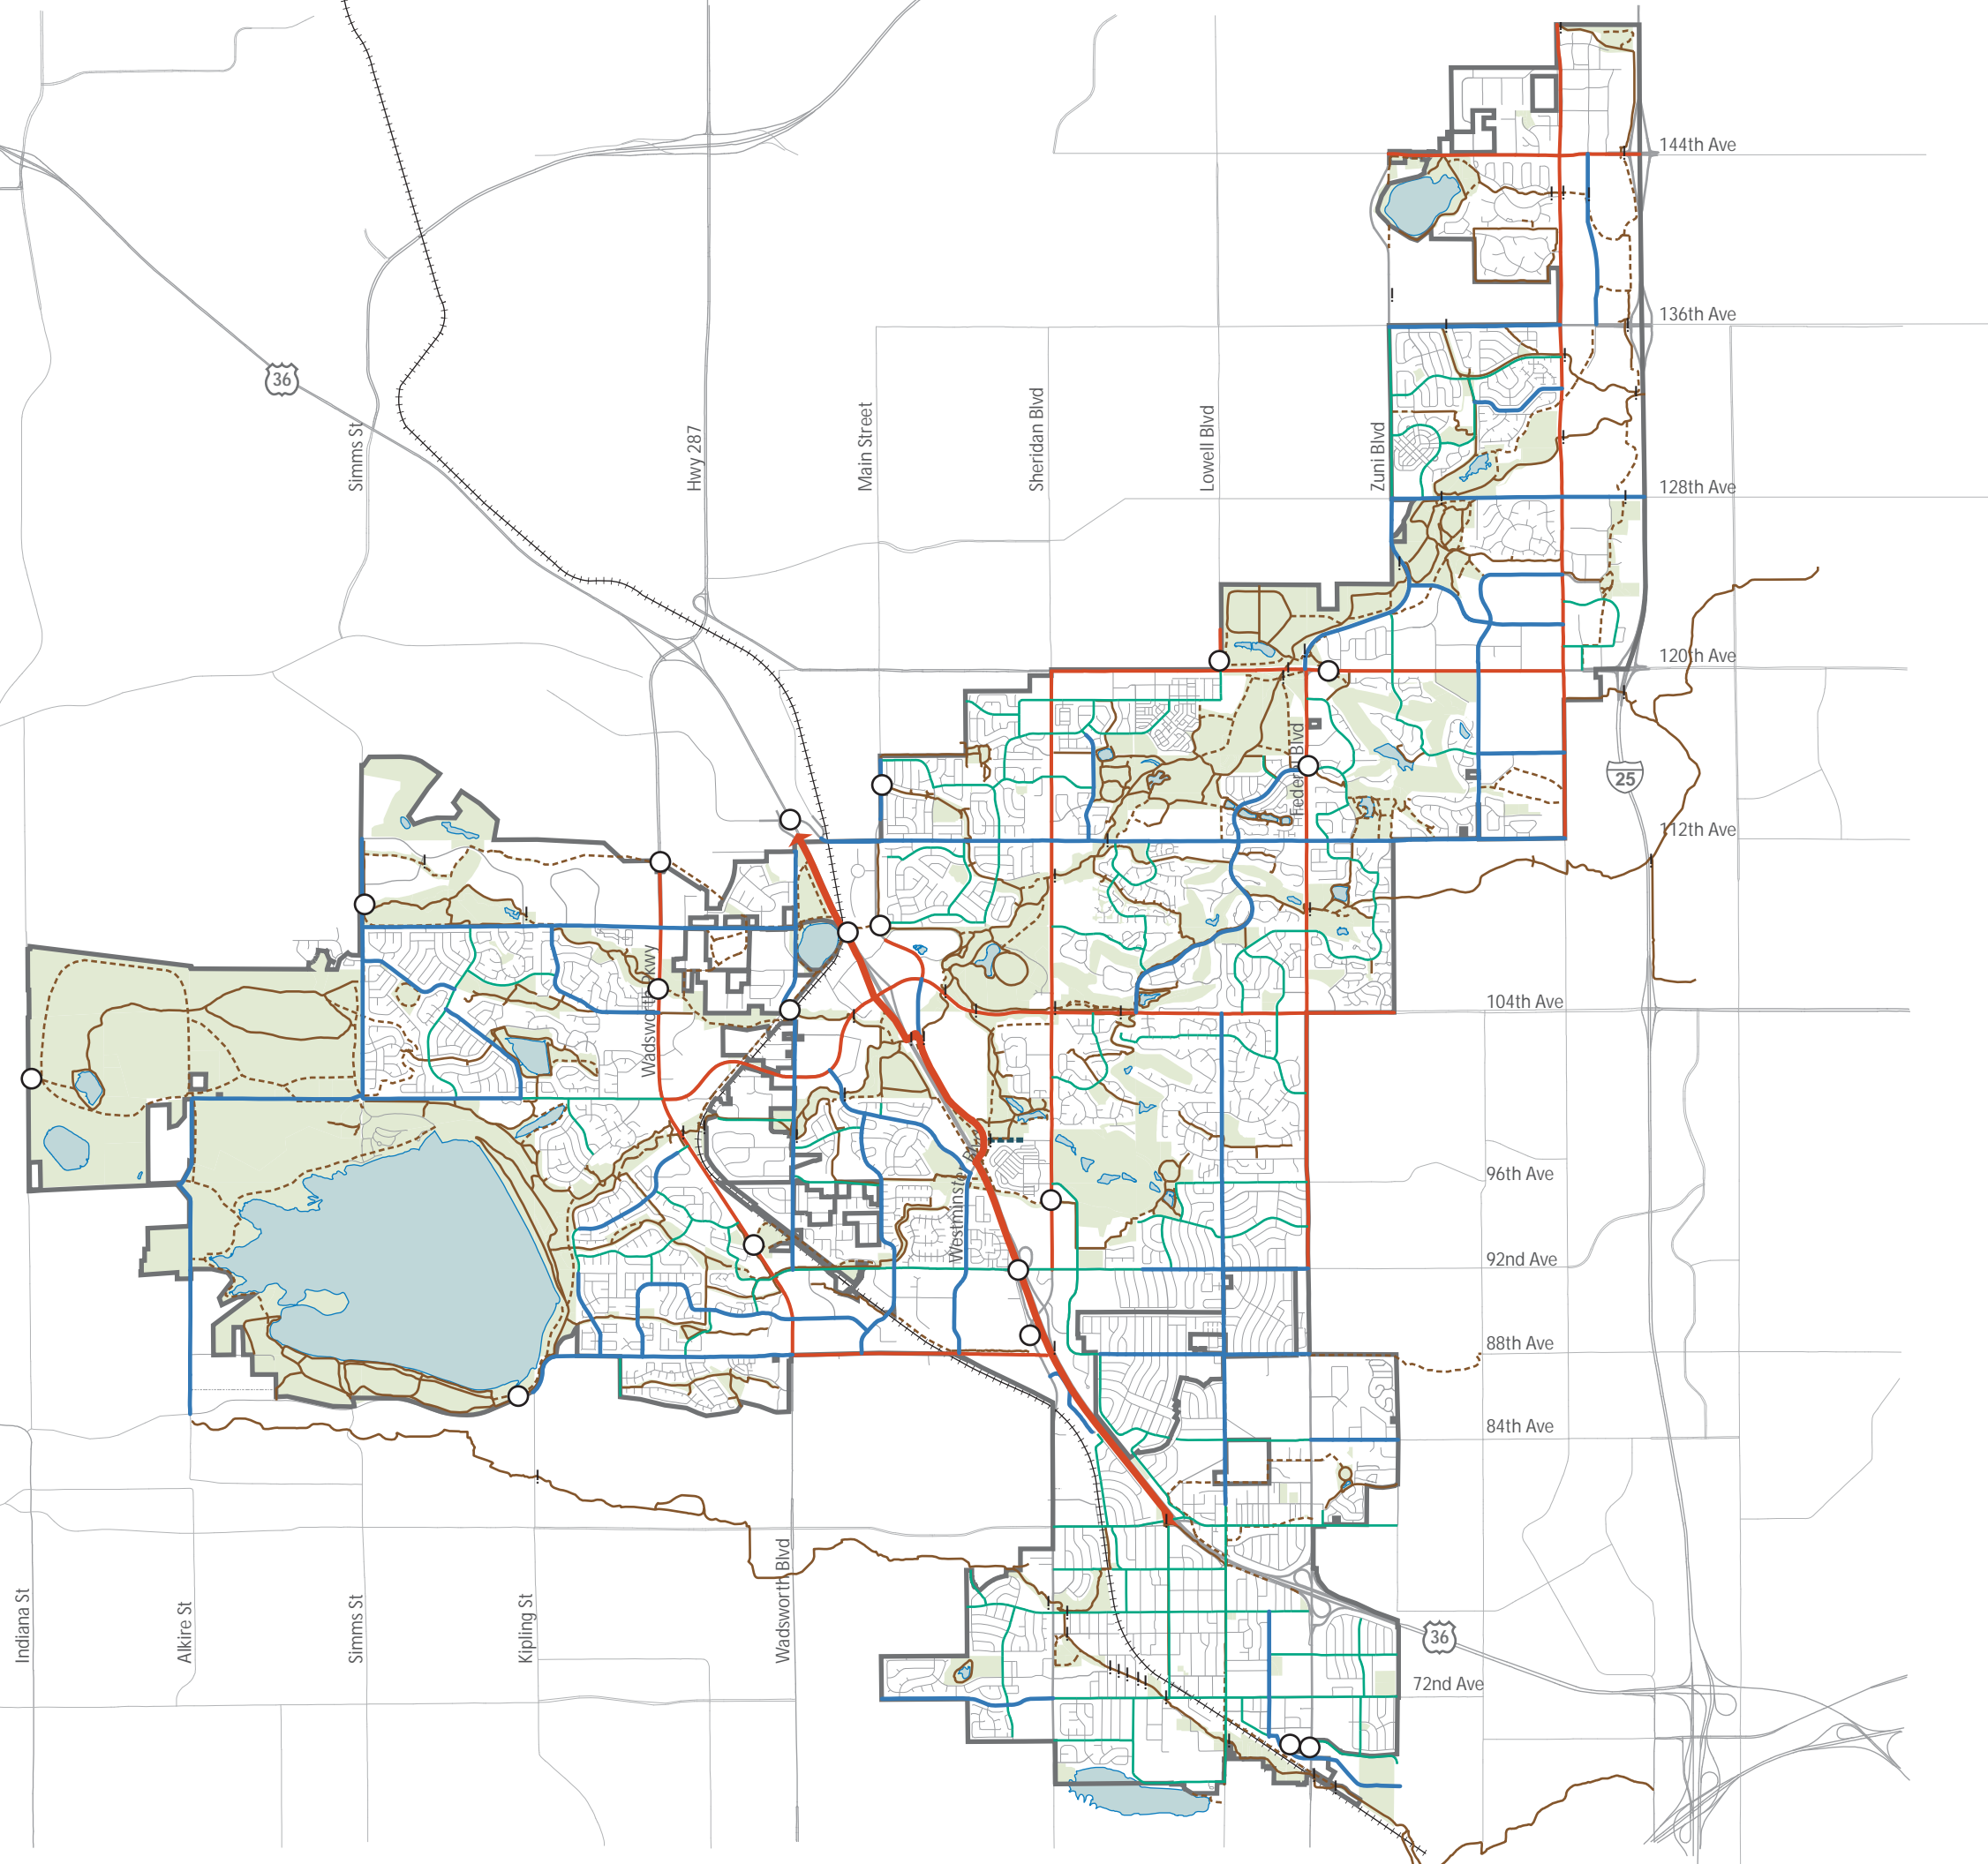 144th Ave
136th Ave
36
Simms St
Hwy 287
Main Street
Sheridan Blvd
Lowell Blvd
Zuni Blvd
128th Ave
120th Ave
Federal Blvd
25
112th Ave
Wadsworth Pkwy
104th Ave
96th Ave
Westminster Blvd
92nd Ave
88th Ave
84th Ave
Indiana St
Alkire St
Simms St
Kipling St
Wadsworth Blvd
36
72nd Ave